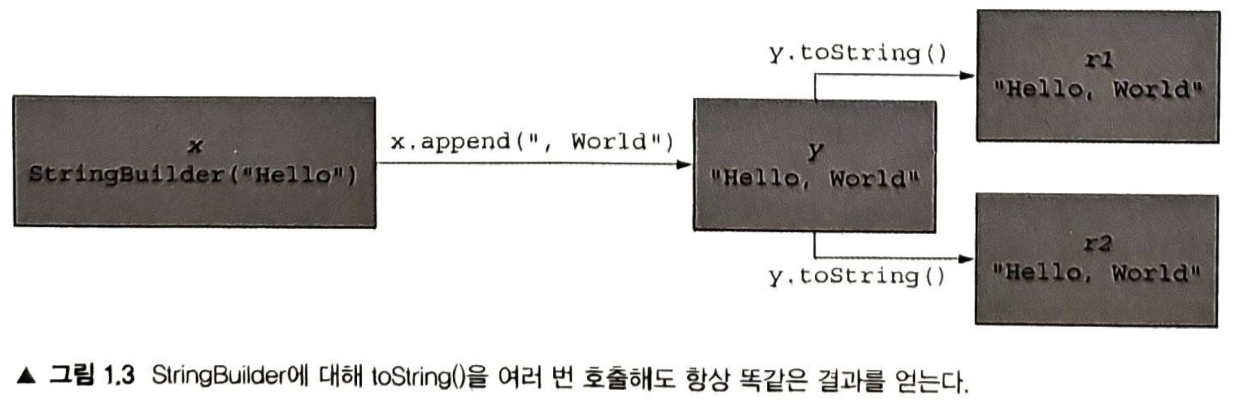 x
StringBuilder("Hello")
x.append(", World")
y
"Hello, World"
y.toString()
r1
"Hello, World"
y.toString()
r2
"Hello, World"
▲ 그림 1.3 StringBuilder에 대해 toString()을 여러 번 호출해도 항상 똑같은 결과를 얻는다.